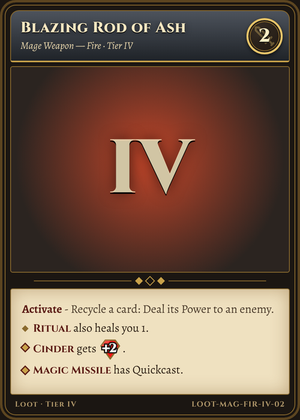 Blazing Rod of Ash
Mage Weapon — Fire · Tier IV
2
IV
Activate - Recycle a card: Deal its Power to an enemy.
Ritual also heals you 1.
Cinder gets +2 .
Magic Missile has Quickcast.
Loot · Tier IV
LOOT-MAG-FIR-IV-02